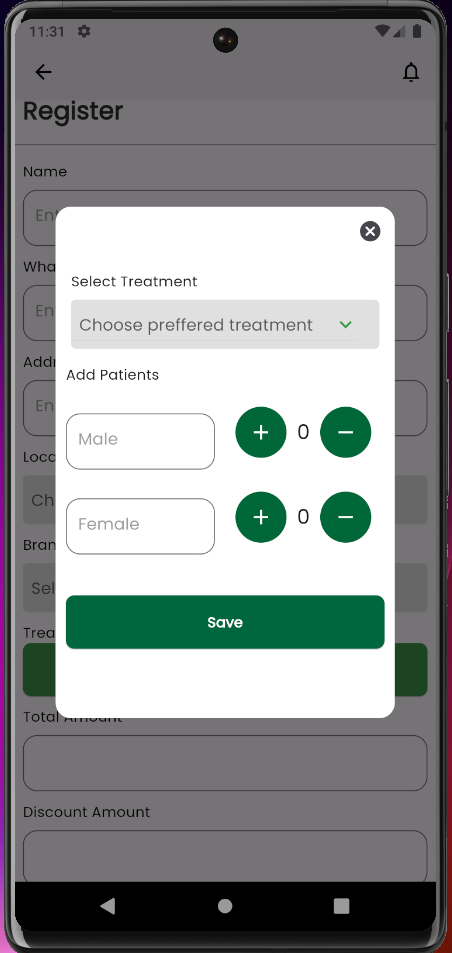 11:31
Register
Name
En
Select Treatment
Wha
En
Choose preffered treatment
Addr
Add Patients
En
Male
+ 0 −
Loca
Ch
Female
+ 0 −
Bran
Sel
Save
Trea
Total Amount
Discount Amount